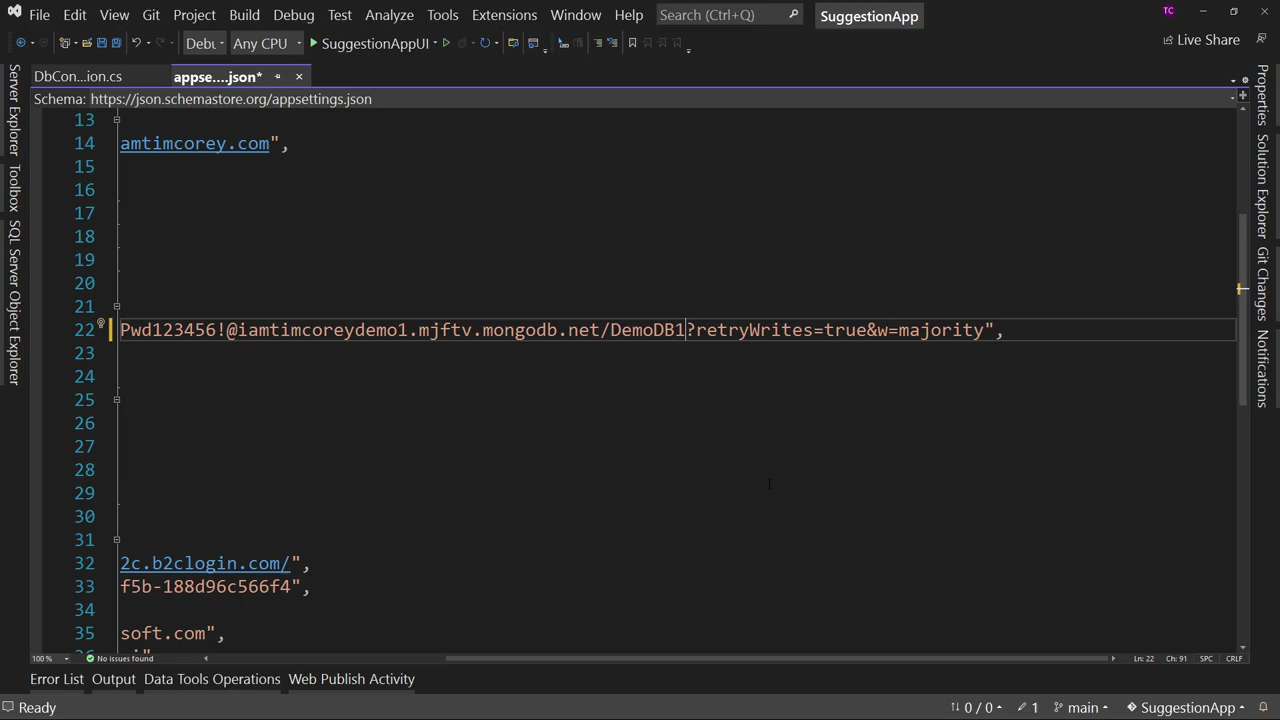 File Edit View Git Project Build Debug Test Analyze Tools Extensions Window Help Search (Ctrl+Q) SuggestionApp TC
Debu Any CPU SuggestionAppUI Live Share
DbCon...ion.cs appse....json*
Schema: https://json.schemastore.org/appsettings.json
13
14 amtimcorey.com",
15
16
17
18
19
20
21
22 Pwd123456!@iamtimcoreydemo1.mjftv.mongodb.net/DemoDB1?retryWrites=true&w=majority",
23
24
25
26
27
28
29
30
31
32 2c.b2clogin.com/",
33 f5b-188d96c566f4",
34
35 soft.com",
100 % No issues found Ln: 22 Ch: 91 SPC CRLF
Error List Output Data Tools Operations Web Publish Activity
Ready 0 / 0 1 main SuggestionApp
Server Explorer
Toolbox
SQL Server Object Explorer
Properties
Solution Explorer
Git Changes
Notifications